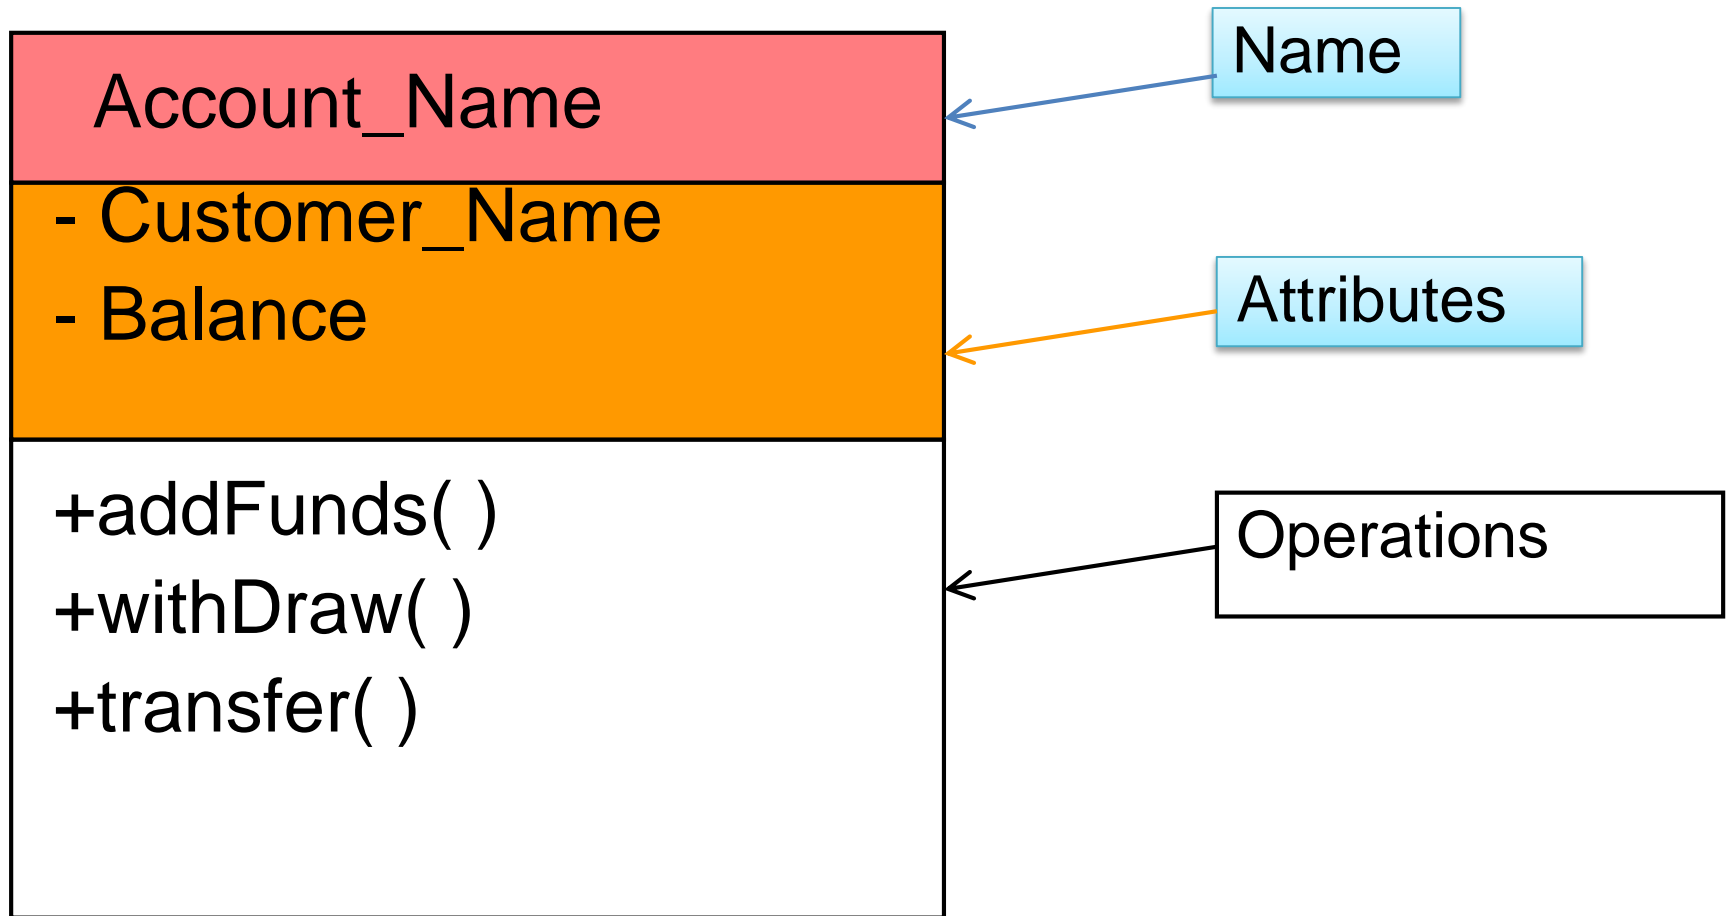 Account_Name
- Customer_Name
- Balance
+addFunds( )
+withDraw( )
+transfer( )
Name
Attributes
Operations